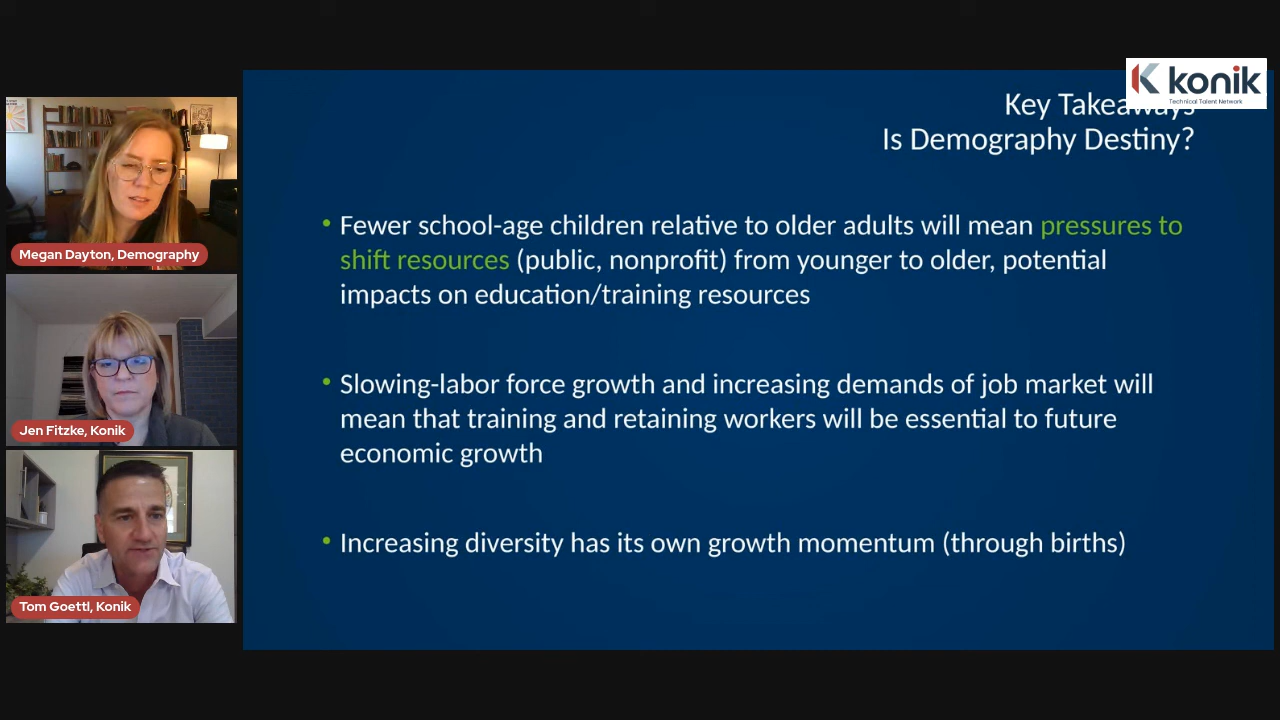 konik
Technical Talent Network
Key Takeaways
Is Demography Destiny?
• Fewer school-age children relative to older adults will mean pressures to
shift resources (public, nonprofit) from younger to older, potential
impacts on education/training resources
• Slowing-labor force growth and increasing demands of job market will
mean that training and retaining workers will be essential to future
economic growth
• Increasing diversity has its own growth momentum (through births)
Megan Dayton, Demography
Jen Fitzke, Konik
Tom Goettl, Konik